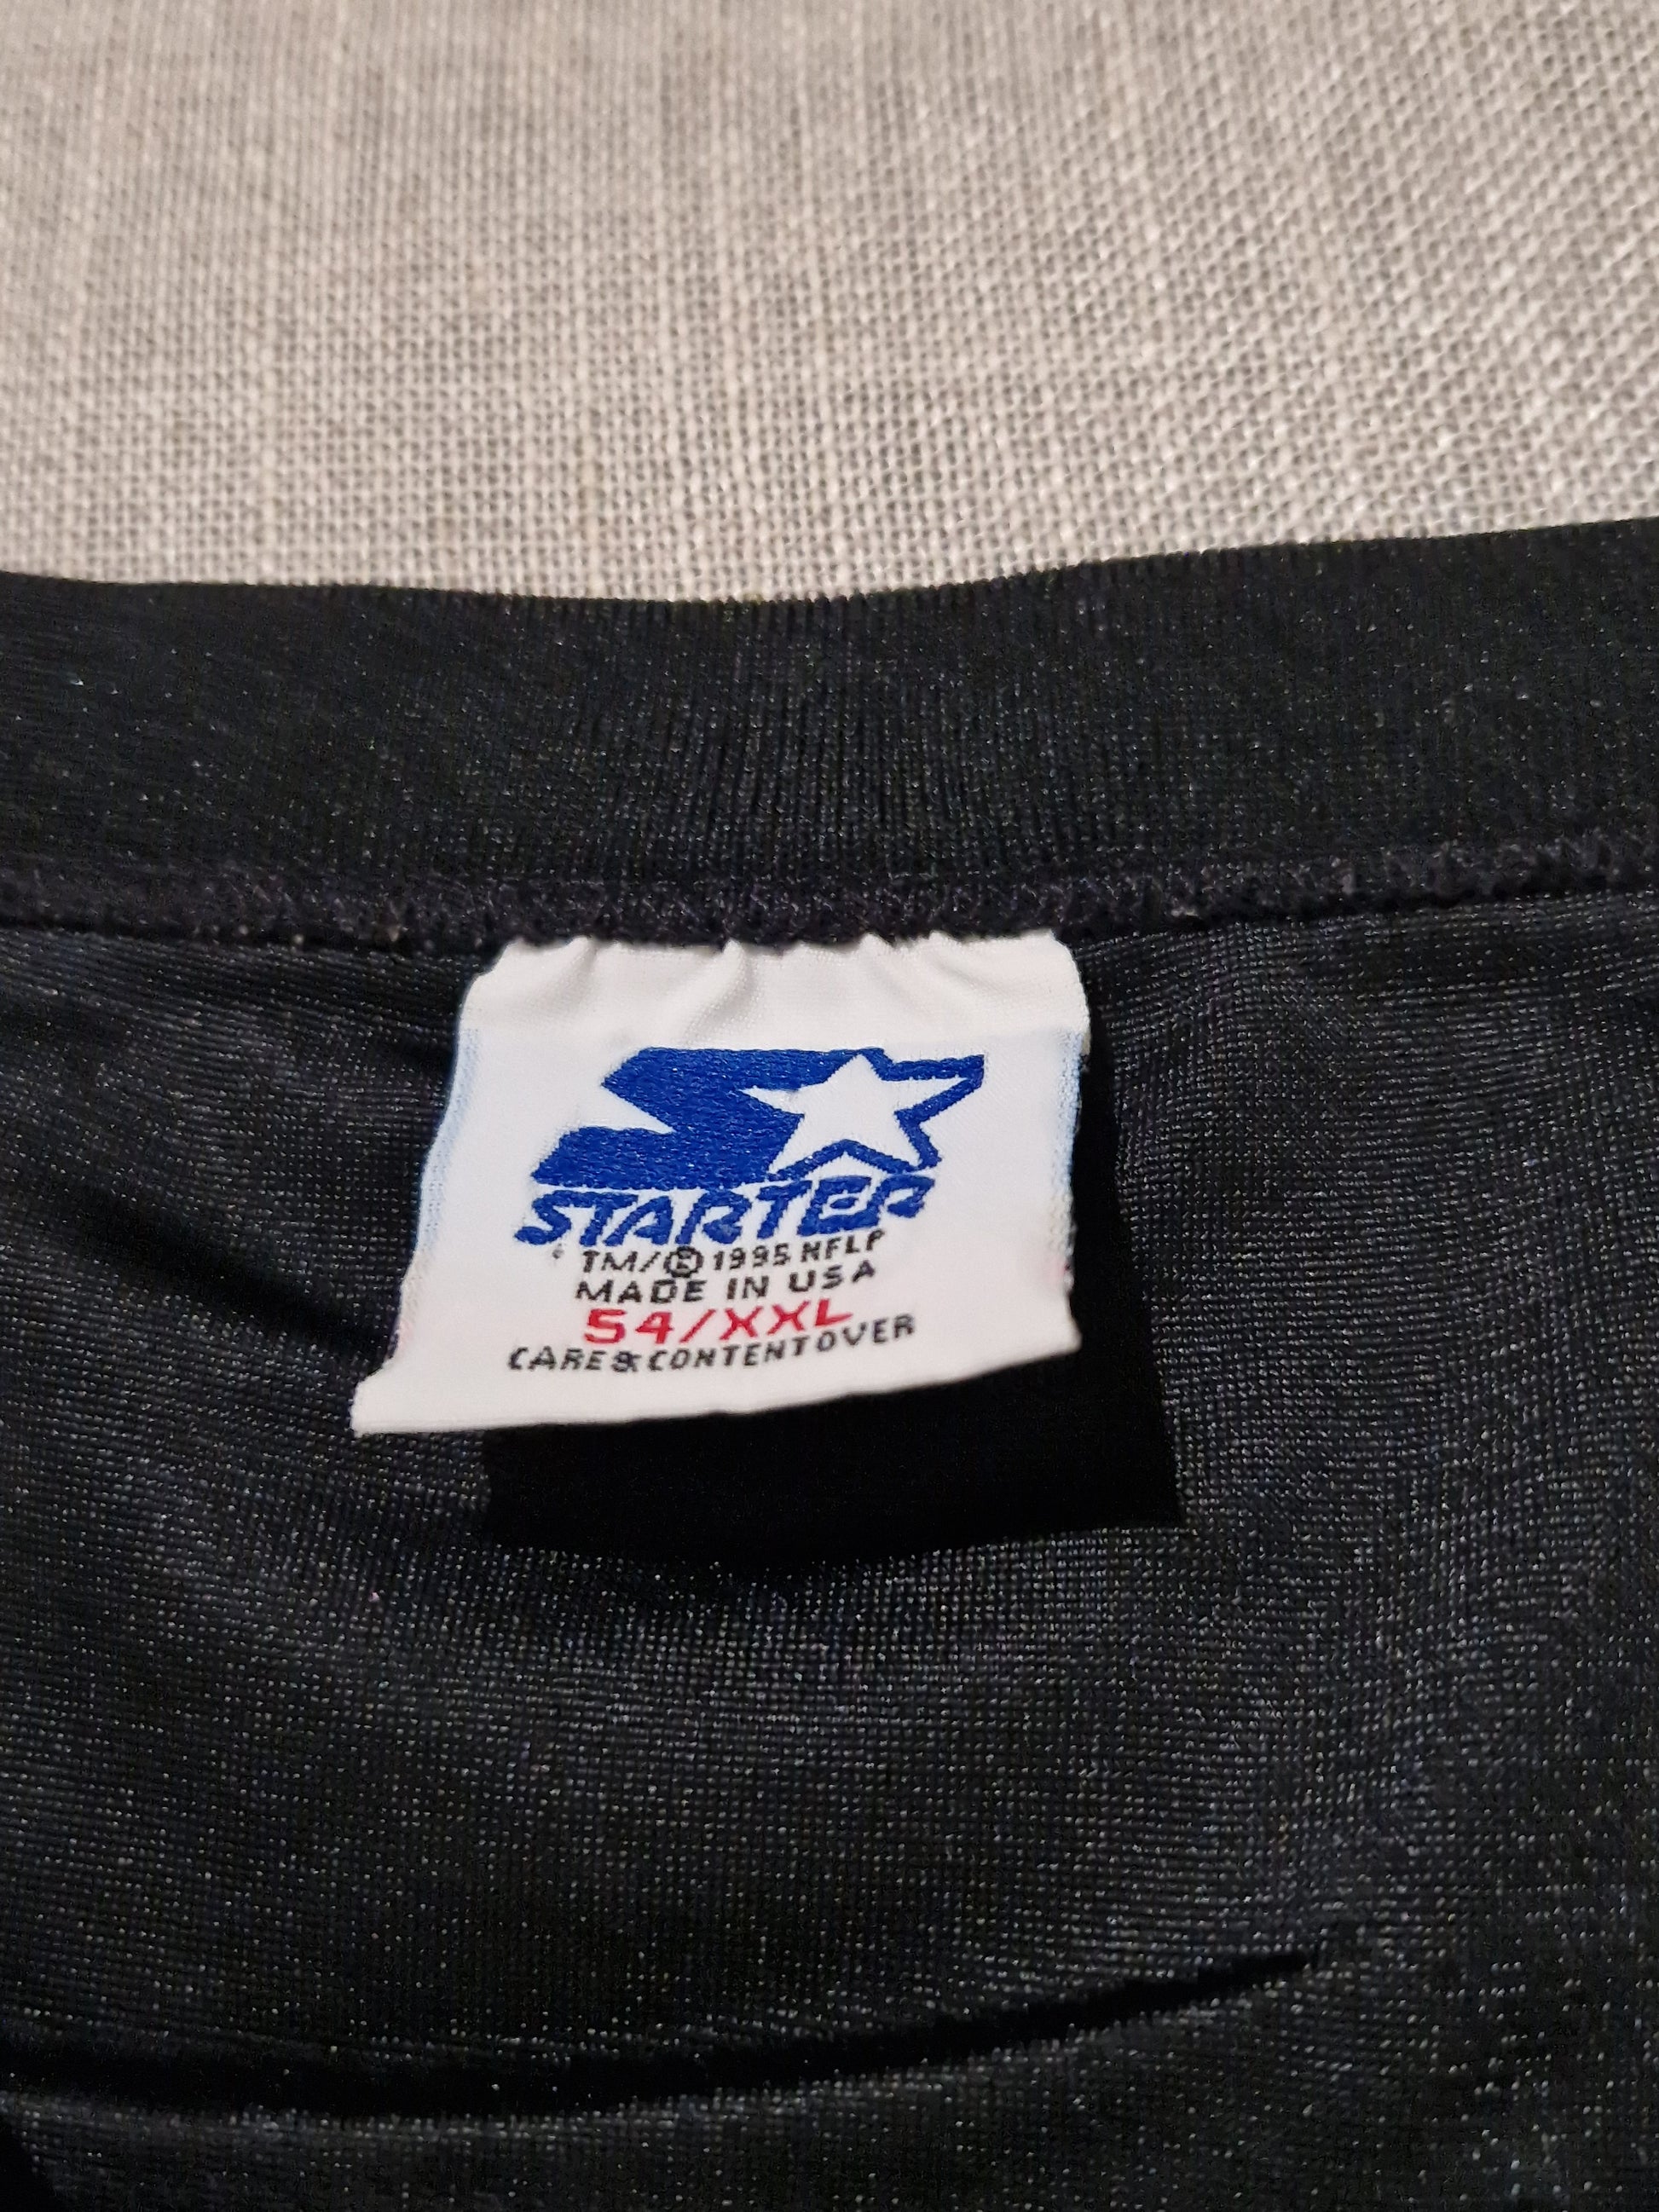 STARTER
TM/® 1995 NFLP
MADE IN USA
54/XXL
CARE & CONTENT OVER